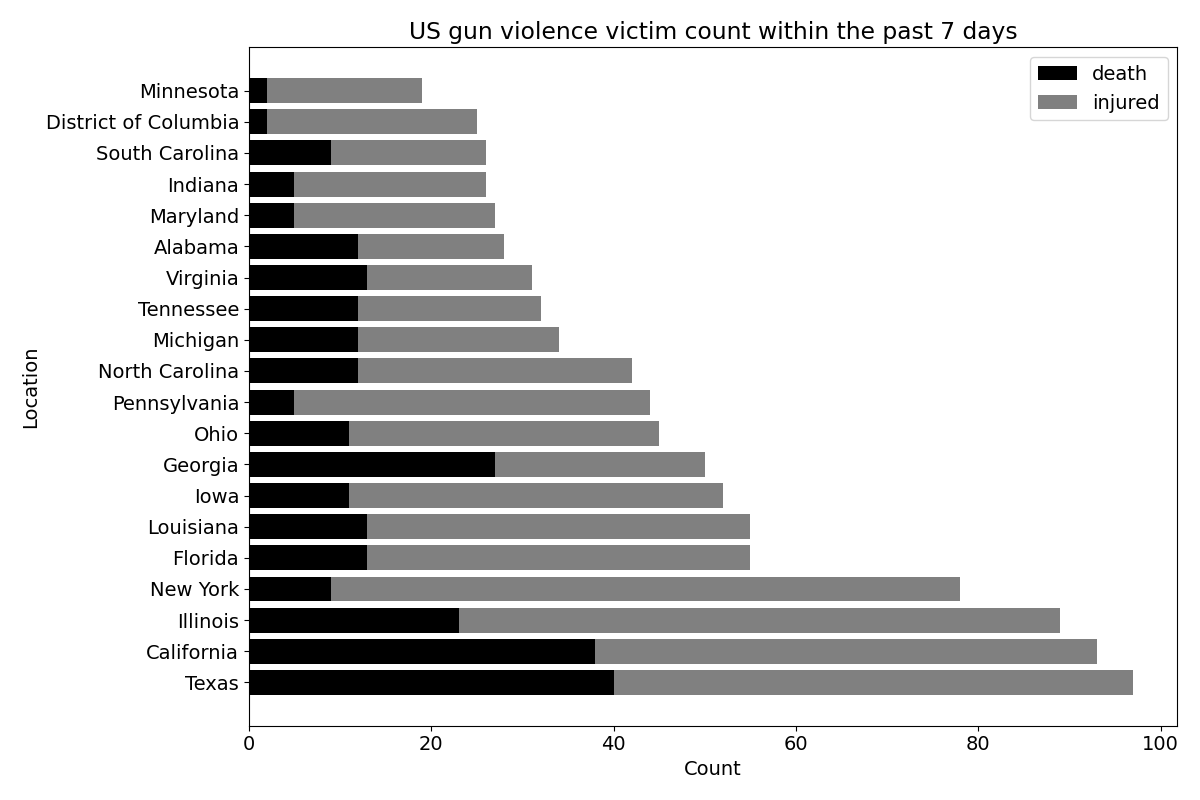 US gun violence victim count within the past 7 days
death
injured
Minnesota
District of Columbia
South Carolina
Indiana
Maryland
Alabama
Virginia
Tennessee
Michigan
North Carolina
Pennsylvania
Ohio
Georgia
Iowa
Louisiana
Florida
New York
Illinois
California
Texas
Location
0 20 40 60 80 100
Count